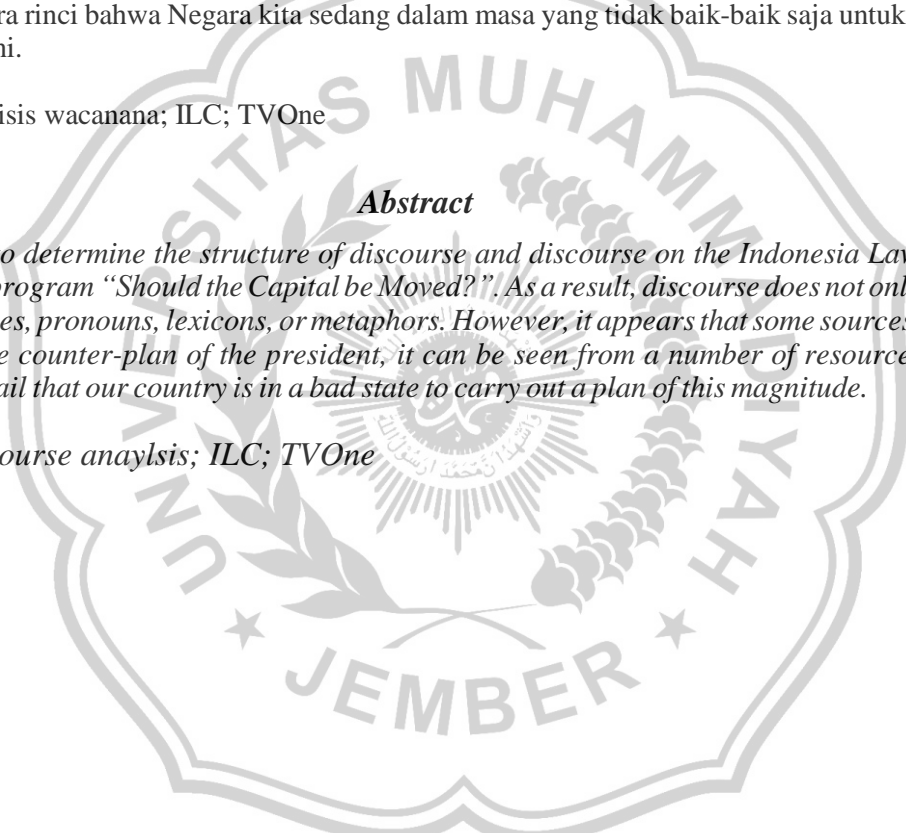 ra rinci bahwa Negara kita sedang dalam masa yang tidak baik-baik saja untuk
ni.
isis wacanana; ILC; TVOne
Abstract
o determine the structure of discourse and discourse on the Indonesia Law
program “Should the Capital be Moved?”. As a result, discourse does not onl
es, pronouns, lexicons, or metaphors. However, it appears that some sources
e counter-plan of the president, it can be seen from a number of resource
ail that our country is in a bad state to carry out a plan of this magnitude.
ourse anaylsis; ILC; TVOne
UNIVERSITAS MUHAMMADIYAH
JEMBER